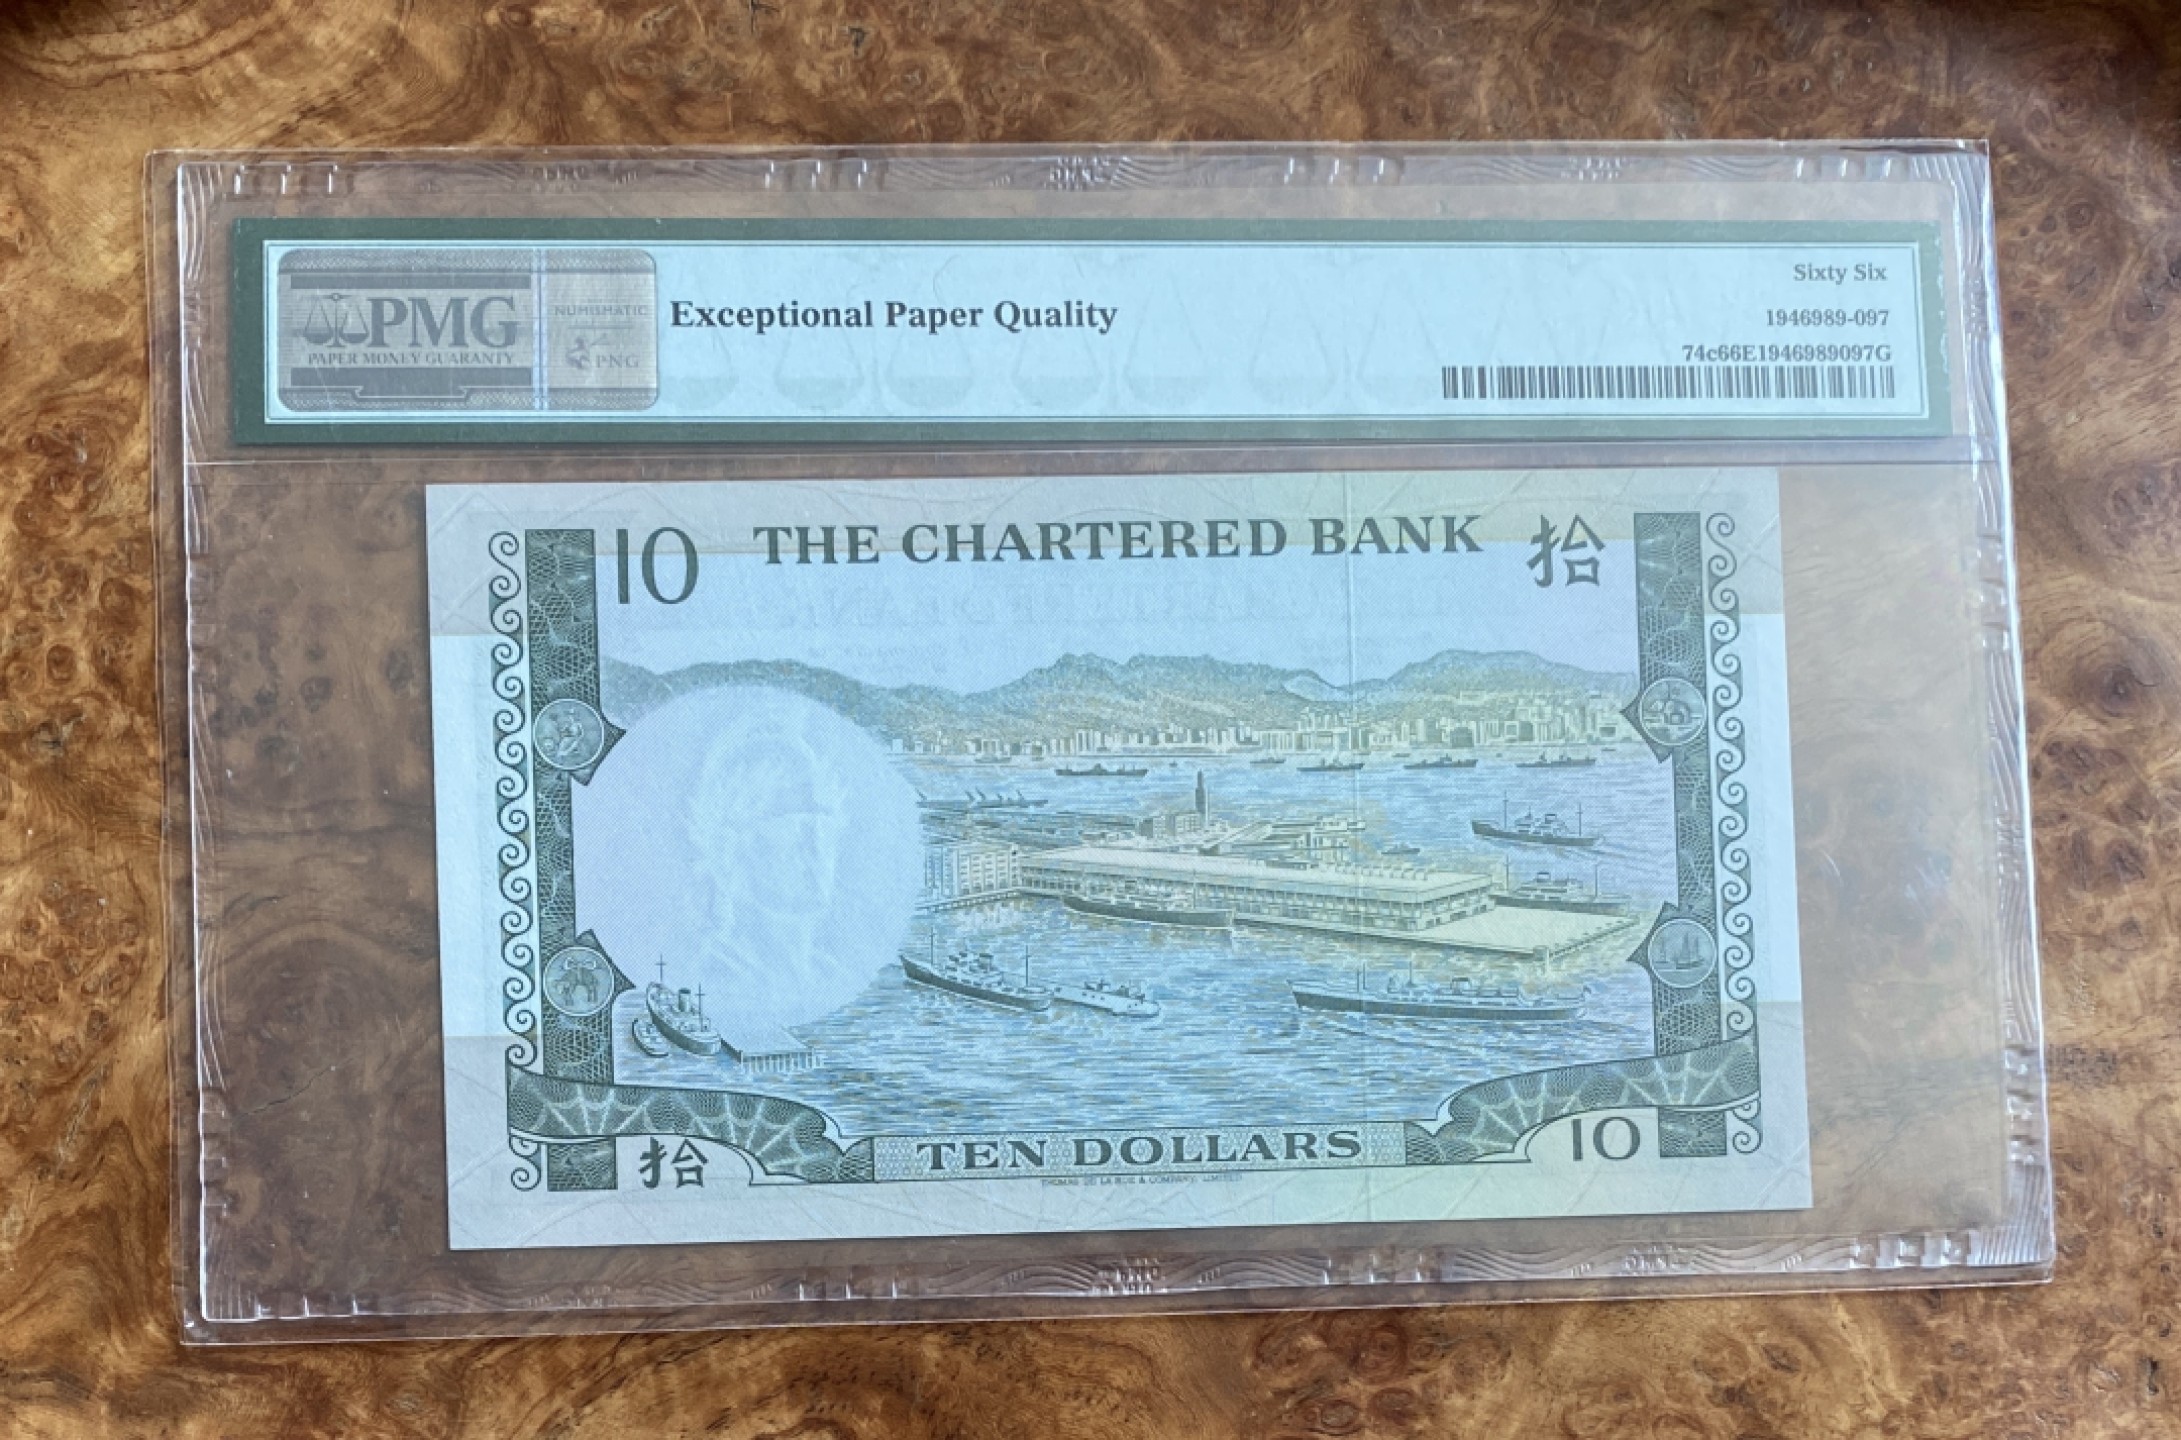 PMG
PAPER MONEY GUARANTY
NUMISMATIC
PNG
Exceptional Paper Quality
Sixty Six
1946989-097
74c66E1946989097G
10 THE CHARTERED BANK 拾
拾 TEN DOLLARS 10
THOMAS DE LA RUE & COMPANY, LIMITED